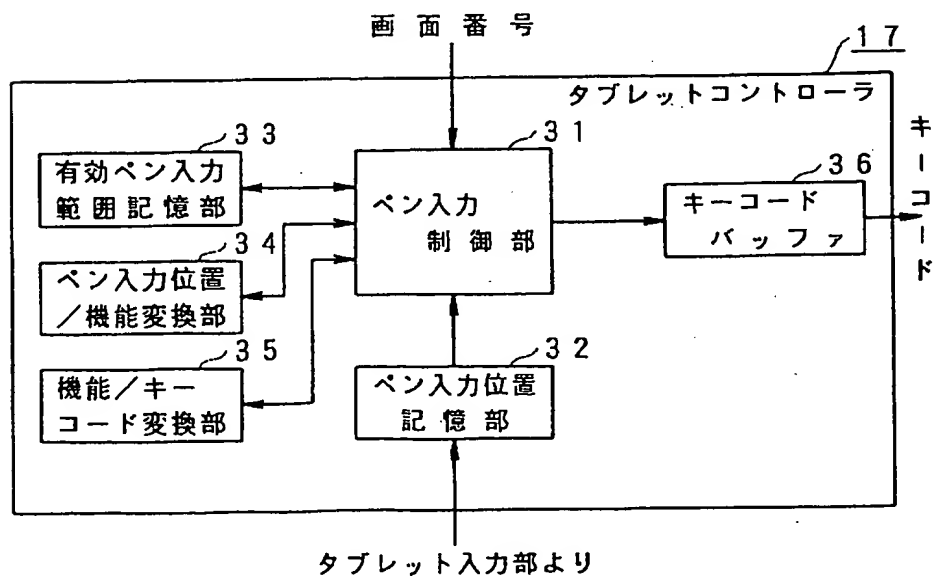 画面番号
17
タブレットコントローラ
33
有効ペン入力
範囲記憶部
34
ペン入力位置
/機能変換部
35
機能/キー
コード変換部
31
ペン入力
制御部
32
ペン入力位置
記憶部
36
キーコード
バッファ
キーコード
タブレット入力部より